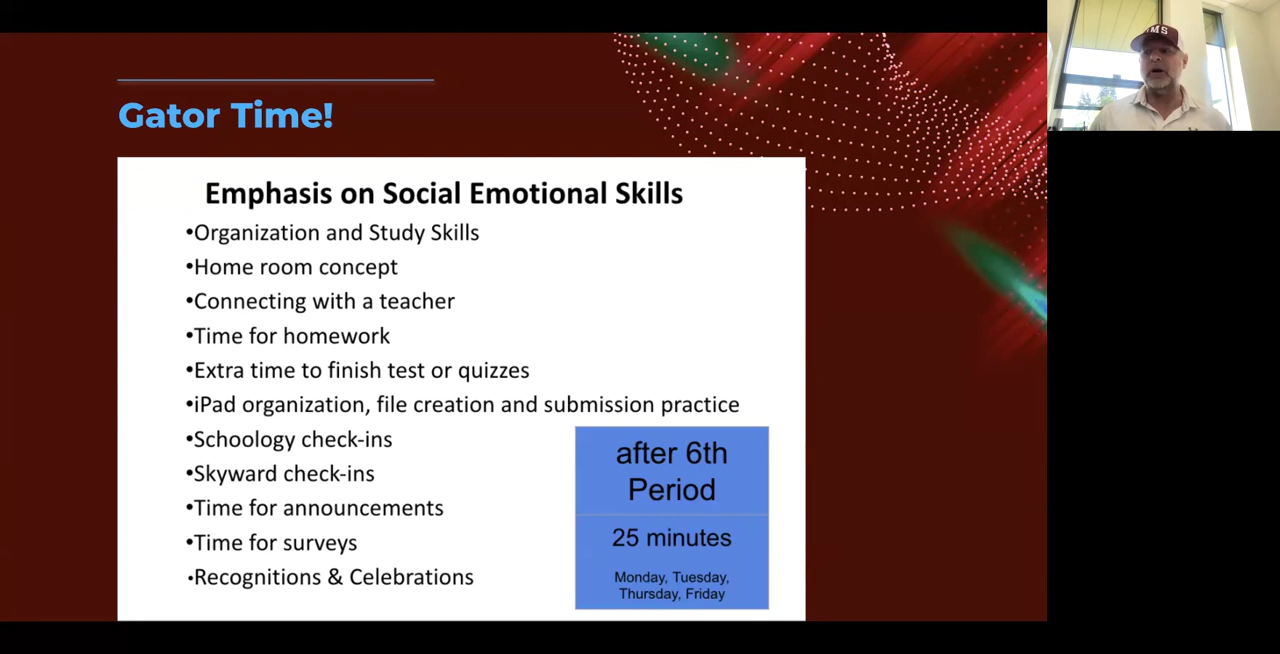 Gator Time!
Emphasis on Social Emotional Skills
•Organization and Study Skills
•Home room concept
•Connecting with a teacher
•Time for homework
•Extra time to finish test or quizzes
•iPad organization, file creation and submission practice
•Schoology check-ins
•Skyward check-ins
•Time for announcements
•Time for surveys
•Recognitions & Celebrations
after 6th
Period
25 minutes
Monday, Tuesday,
Thursday, Friday